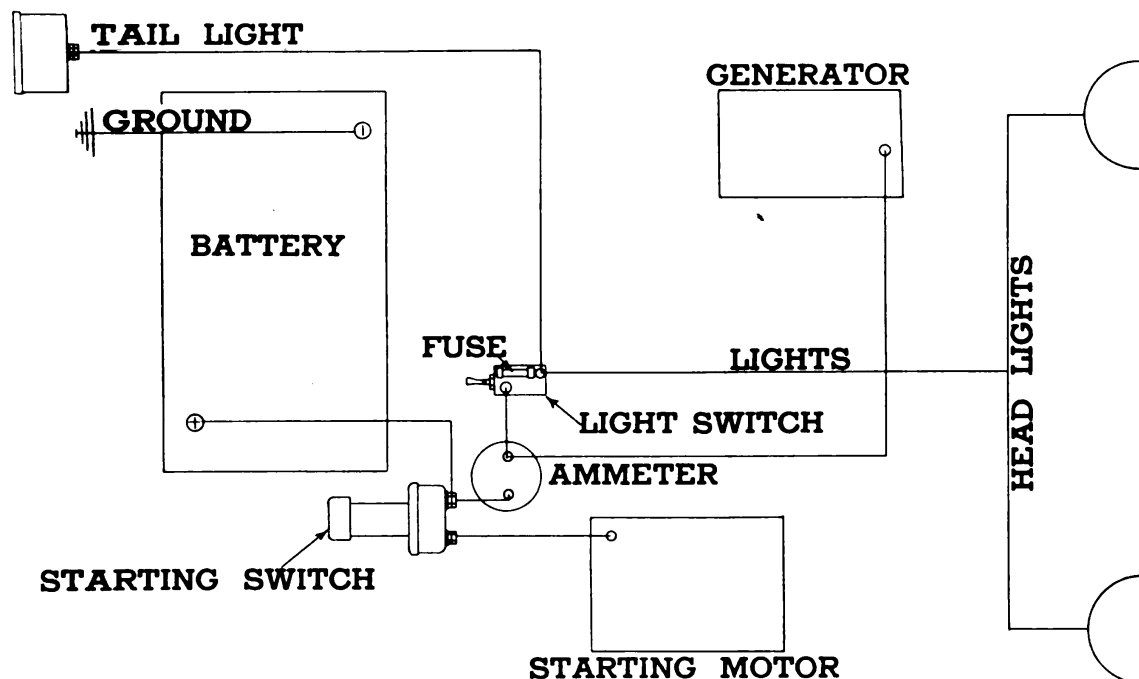 TAIL LIGHT
GENERATOR
GROUND
BATTERY
FUSE
LIGHTS
HEAD LIGHTS
LIGHT SWITCH
AMMETER
STARTING SWITCH
STARTING MOTOR